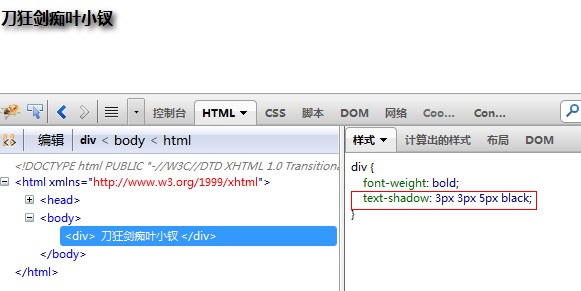 刀狂剑痴叶小钗
控制台 HTML CSS 脚本 DOM 网络 Coo... Con...
编辑 div < body < html
样式 计算出的样式 布局 DOM
<!DOCTYPE html PUBLIC "-//W3C//DTD XHTML 1.0 Transitiona
div {
<html xmlns="http://www.w3.org/1999/xhtml">
font-weight: bold;
<head>
text-shadow: 3px 3px 5px black;
<body>
}
<div> 刀狂剑痴叶小钗 </div>
</body>
</html>